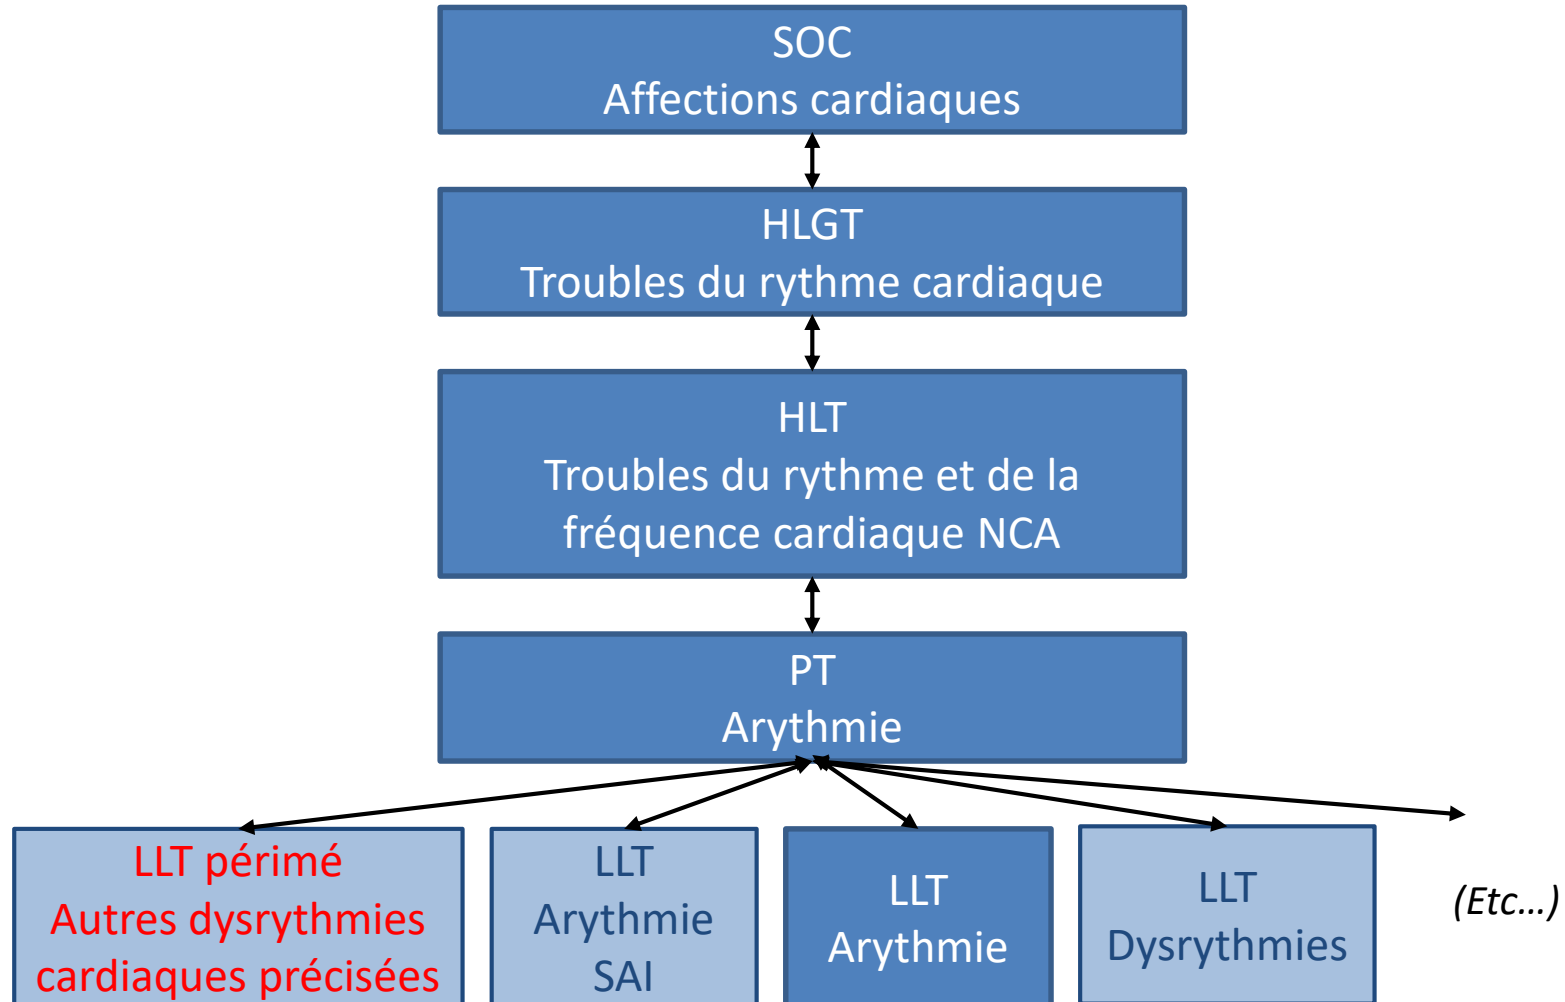 SOC
Affections cardiaques
HLGT
Troubles du rythme cardiaque
HLT
Troubles du rythme et de la
fréquence cardiaque NCA
PT
Arythmie
LLT périmé
Autres dysrythmies
cardiaques précisées
LLT
Arythmie
SAI
LLT
Arythmie
LLT
Dysrythmies
(Etc...)